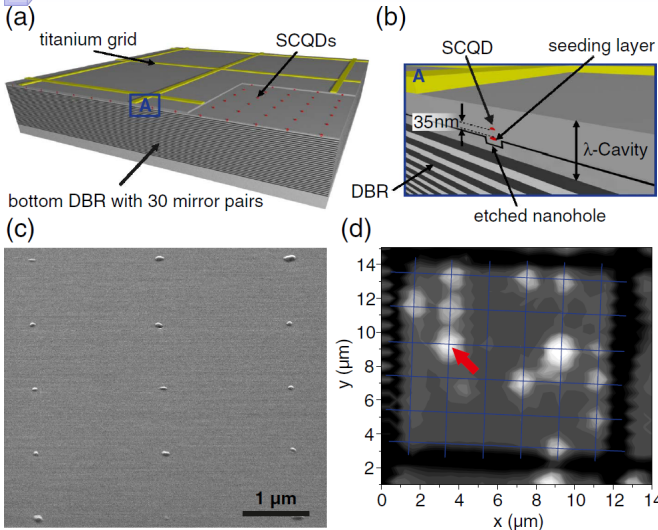 (a)
titanium grid
SCQDs
A
bottom DBR with 30 mirror pairs
(b)
SCQD
seeding layer
A
35nm
λ-Cavity
DBR
etched nanohole
(c)
1 μm
(d)
14
12
10
8
6
4
2
y (μm)
0 2 4 6 8 10 12 14
x (μm)